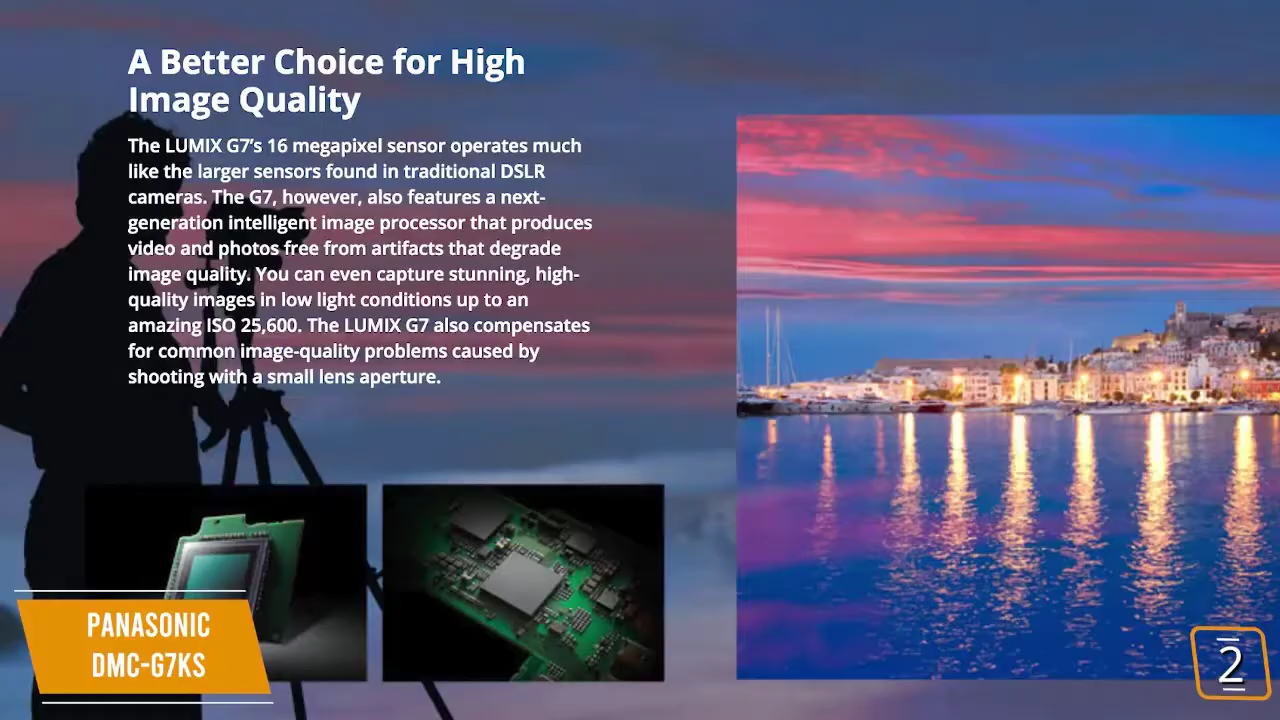 A Better Choice for High
Image Quality
The LUMIX G7’s 16 megapixel sensor operates much
like the larger sensors found in traditional DSLR
cameras. The G7, however, also features a next-
generation intelligent image processor that produces
video and photos free from artifacts that degrade
image quality. You can even capture stunning, high-
quality images in low light conditions up to an
amazing ISO 25,600. The LUMIX G7 also compensates
for common image-quality problems caused by
shooting with a small lens aperture.
PANASONIC
DMC-G7KS
2